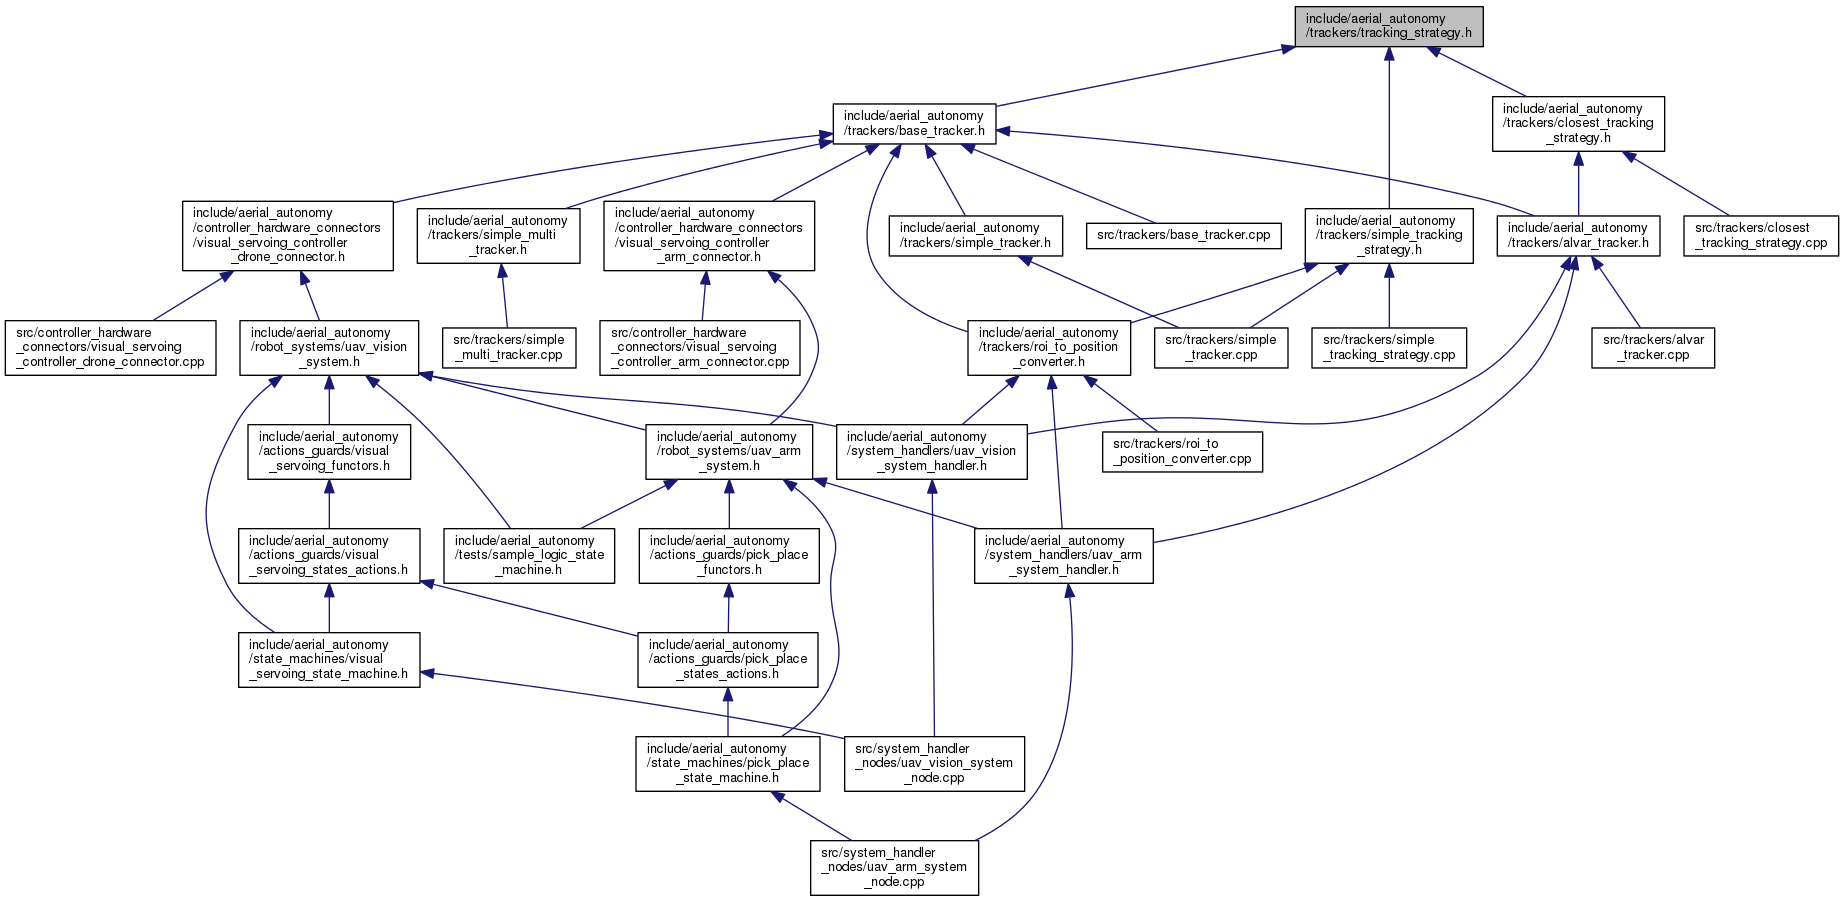 include/aerial_autonomy
/trackers/tracking_strategy.h
include/aerial_autonomy
/trackers/base_tracker.h
include/aerial_autonomy
/trackers/closest_tracking
_strategy.h
include/aerial_autonomy
/controller_hardware_connectors
/visual_servoing_controller
_drone_connector.h
include/aerial_autonomy
/trackers/simple_multi
_tracker.h
include/aerial_autonomy
/controller_hardware_connectors
/visual_servoing_controller
_arm_connector.h
include/aerial_autonomy
/trackers/simple_tracker.h
src/trackers/base_tracker.cpp
include/aerial_autonomy
/trackers/simple_tracking
_strategy.h
include/aerial_autonomy
/trackers/alvar_tracker.h
src/trackers/closest
_tracking_strategy.cpp
src/controller_hardware
_connectors/visual_servoing
_controller_drone_connector.cpp
include/aerial_autonomy
/robot_systems/uav_vision
_system.h
src/trackers/simple
_multi_tracker.cpp
src/controller_hardware
_connectors/visual_servoing
_controller_arm_connector.cpp
include/aerial_autonomy
/trackers/roi_to_position
_converter.h
src/trackers/simple
_tracker.cpp
src/trackers/simple
_tracking_strategy.cpp
src/trackers/alvar
_tracker.cpp
include/aerial_autonomy
/actions_guards/visual
_servoing_functors.h
include/aerial_autonomy
/robot_systems/uav_arm
_system.h
include/aerial_autonomy
/system_handlers/uav_vision
_system_handler.h
src/trackers/roi_to
_position_converter.cpp
include/aerial_autonomy
/actions_guards/visual
_servoing_states_actions.h
include/aerial_autonomy
/tests/sample_logic_state
_machine.h
include/aerial_autonomy
/actions_guards/pick_place
_functors.h
include/aerial_autonomy
/system_handlers/uav_arm
_system_handler.h
include/aerial_autonomy
/state_machines/visual
_servoing_state_machine.h
include/aerial_autonomy
/actions_guards/pick_place
_states_actions.h
include/aerial_autonomy
/state_machines/pick_place
_state_machine.h
src/system_handler
_nodes/uav_vision_system
_node.cpp
src/system_handler
_nodes/uav_arm_system
_node.cpp